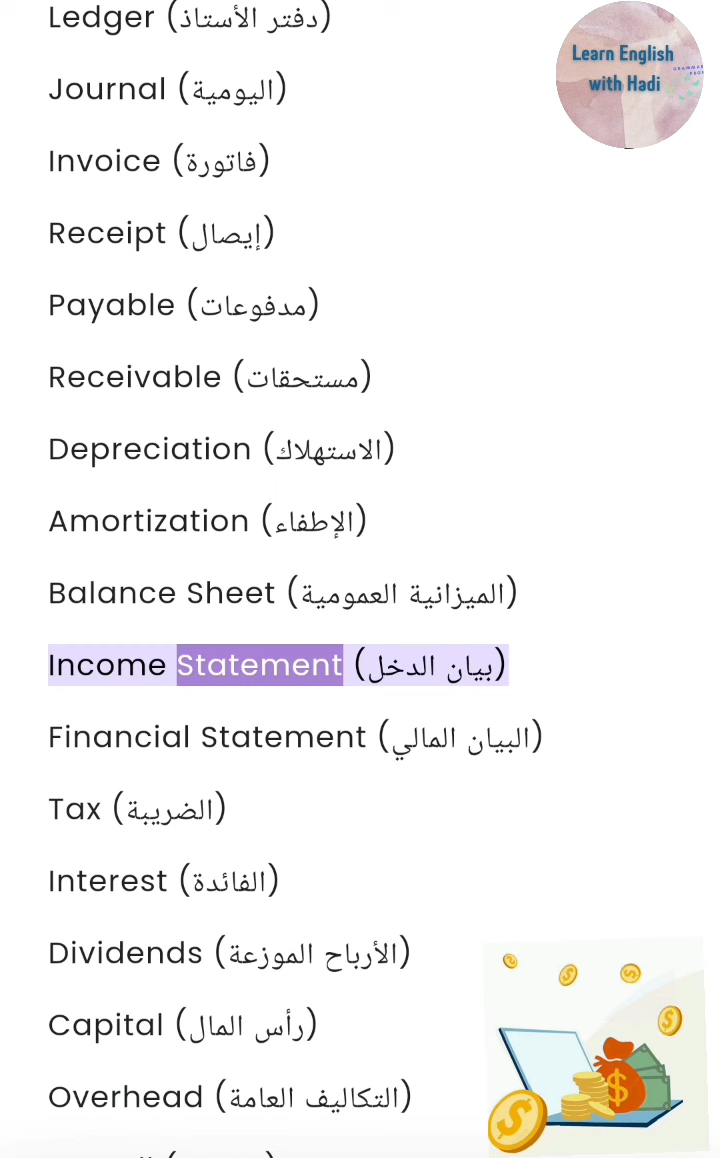 Ledger (دفتر الأستاذ)
Learn English
with Hadi
Journal (اليومية)
Invoice (فاتورة)
Receipt (إيصال)
Payable (مدفوعات)
Receivable (مستحقات)
Depreciation (الاستهلاك)
Amortization (الإطفاء)
Balance Sheet (الميزانية العمومية)
Income Statement (بيان الدخل)
Financial Statement (البيان المالي)
Tax (الضريبة)
Interest (الفائدة)
Dividends (الأرباح الموزعة)
Capital (رأس المال)
Overhead (التكاليف العامة)